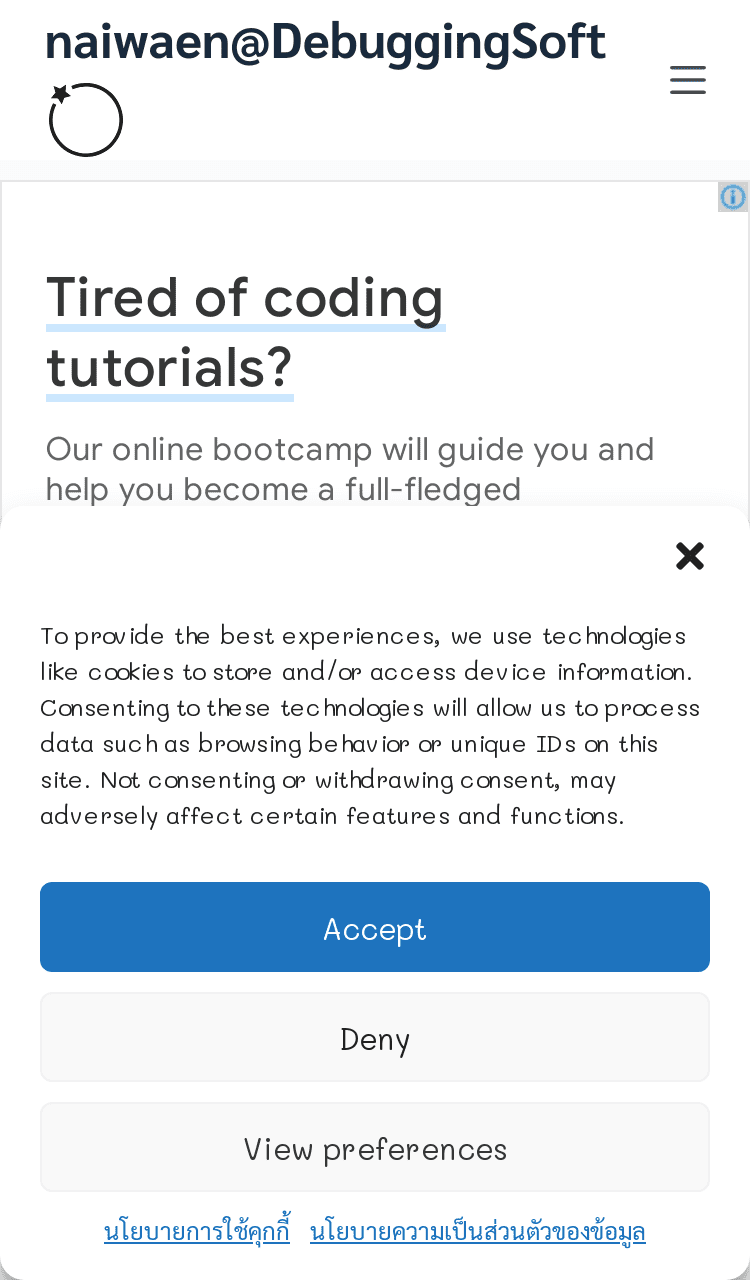 naiwaen@DebuggingSoft
Tired of coding
tutorials?
Our online bootcamp will guide you and
help you become a full-fledged
To provide the best experiences, we use technologies
like cookies to store and/or access device information.
Consenting to these technologies will allow us to process
data such as browsing behavior or unique IDs on this
site. Not consenting or withdrawing consent, may
adversely affect certain features and functions.
Accept
Deny
View preferences
นโยบายการใช้คุกกี้ นโยบายความเป็นส่วนตัวของข้อมูล